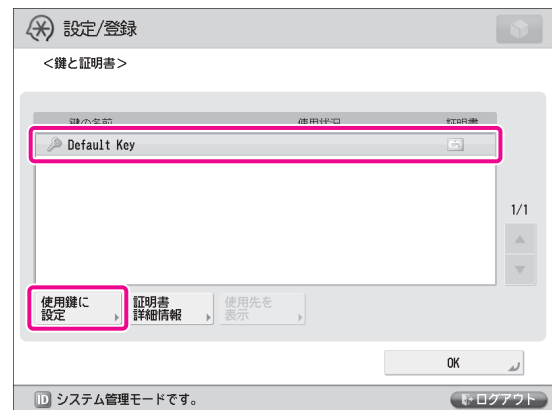 設定/登録
<鍵と証明書>
鍵の名前 使用状況 証明書
Default Key
1/1
使用鍵に
設定
証明書
詳細情報
使用先を
表示
OK
ID システム管理モードです。
ログアウト